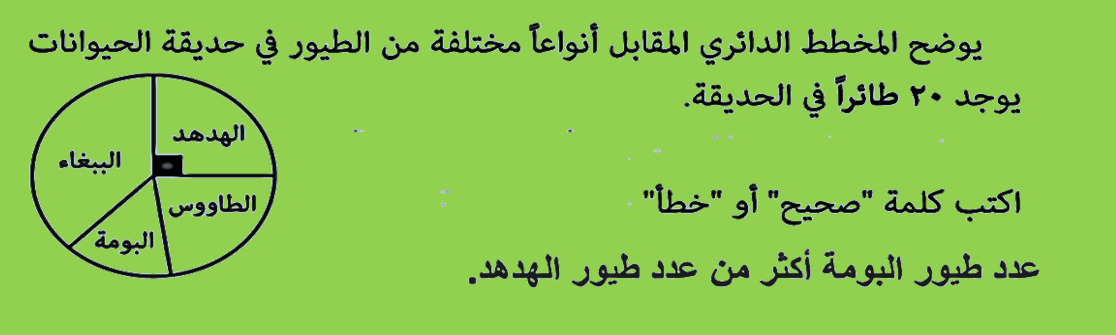 يوضح المخطط الدائري المقابل أنواعاً مختلفة من الطيور في حديقة الحيوانات
يوجد ٢٠ طائراً في الحديقة.
الهدهد
الببغاء
الطاووس
البومة
اكتب كلمة "صحيح" أو "خطأ"
عدد طيور البومة أكثر من عدد طيور الهدهد.